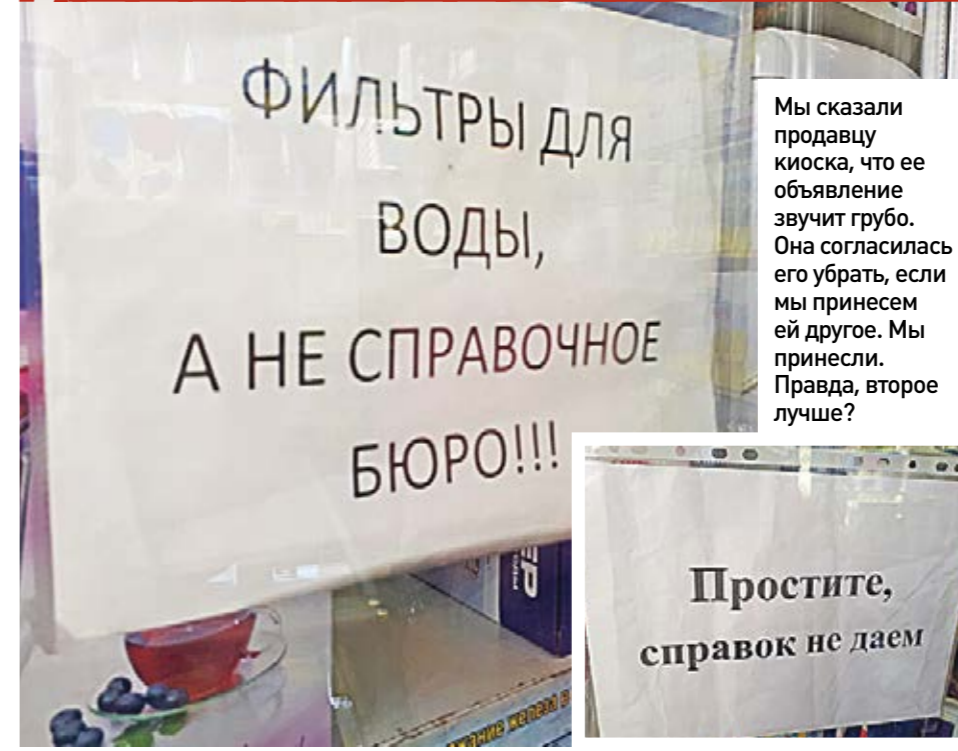 ФИЛЬТРЫ ДЛЯ
ВОДЫ,
А НЕ СПРАВОЧНОЕ
БЮРО!!!
Мы сказали
продавцу
киоска, что ее
объявление
звучит грубо.
Она согласилась
его убрать, если
мы принесем
ей другое. Мы
принесли.
Правда, второе
лучше?
Простите,
справок не даем
железа в